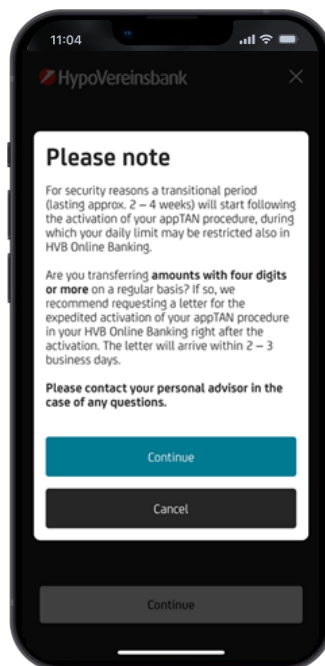 11:04
HypoVereinsbank
Please note
For security reasons a transitional period
(lasting approx. 2 – 4 weeks) will start following
the activation of your appTAN procedure, during
which your daily limit may be restricted also in
HVB Online Banking.
Are you transferring amounts with four digits
or more on a regular basis? If so, we
recommend requesting a letter for the
expedited activation of your appTAN procedure
in your HVB Online Banking right after the
activation. The letter will arrive within 2 – 3
business days.
Please contact your personal advisor in the
case of any questions.
Continue
Cancel
Continue